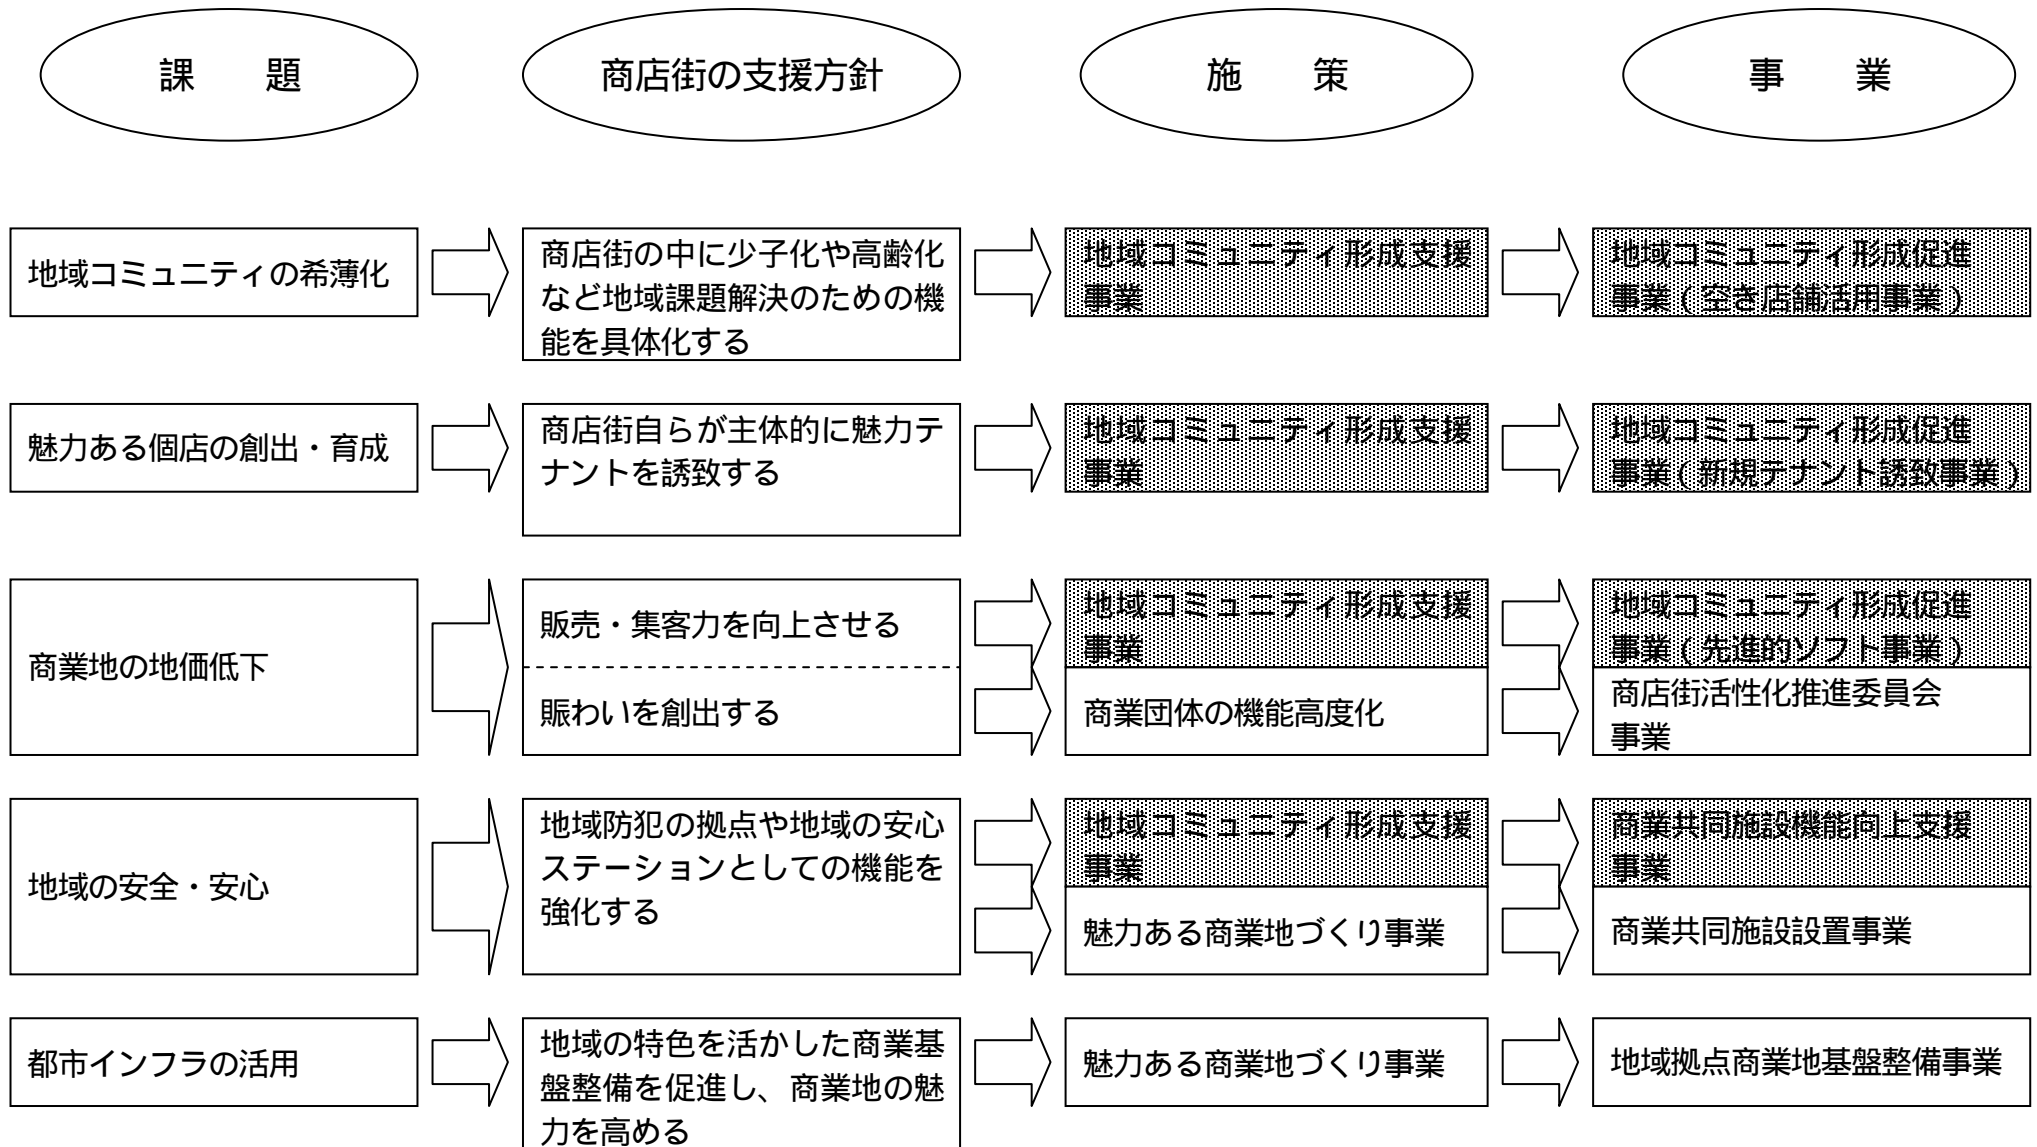 課　　題
商店街の支援方針
施　　策
事　　業
地域コミュニティの希薄化
商店街の中に少子化や高齢化
など地域課題解決のための機
能を具体化する
地域コミュニティ形成支援
事業
地域コミュニティ形成促進
事業（空き店舗活用事業）
魅力ある個店の創出・育成
商店街自らが主体的に魅力テ
ナントを誘致する
地域コミュニティ形成支援
事業
地域コミュニティ形成促進
事業（新規テナント誘致事業）
商業地の地価低下
販売・集客力を向上させる
賑わいを創出する
地域コミュニティ形成支援
事業
商業団体の機能高度化
地域コミュニティ形成促進
事業（先進的ソフト事業）
商店街活性化推進委員会
事業
地域の安全・安心
地域防犯の拠点や地域の安心
ステーションとしての機能を
強化する
地域コミュニティ形成支援
事業
魅力ある商業地づくり事業
商業共同施設機能向上支援
事業
商業共同施設設置事業
都市インフラの活用
地域の特色を活かした商業基
盤整備を促進し、商業地の魅
力を高める
魅力ある商業地づくり事業
地域拠点商業地基盤整備事業